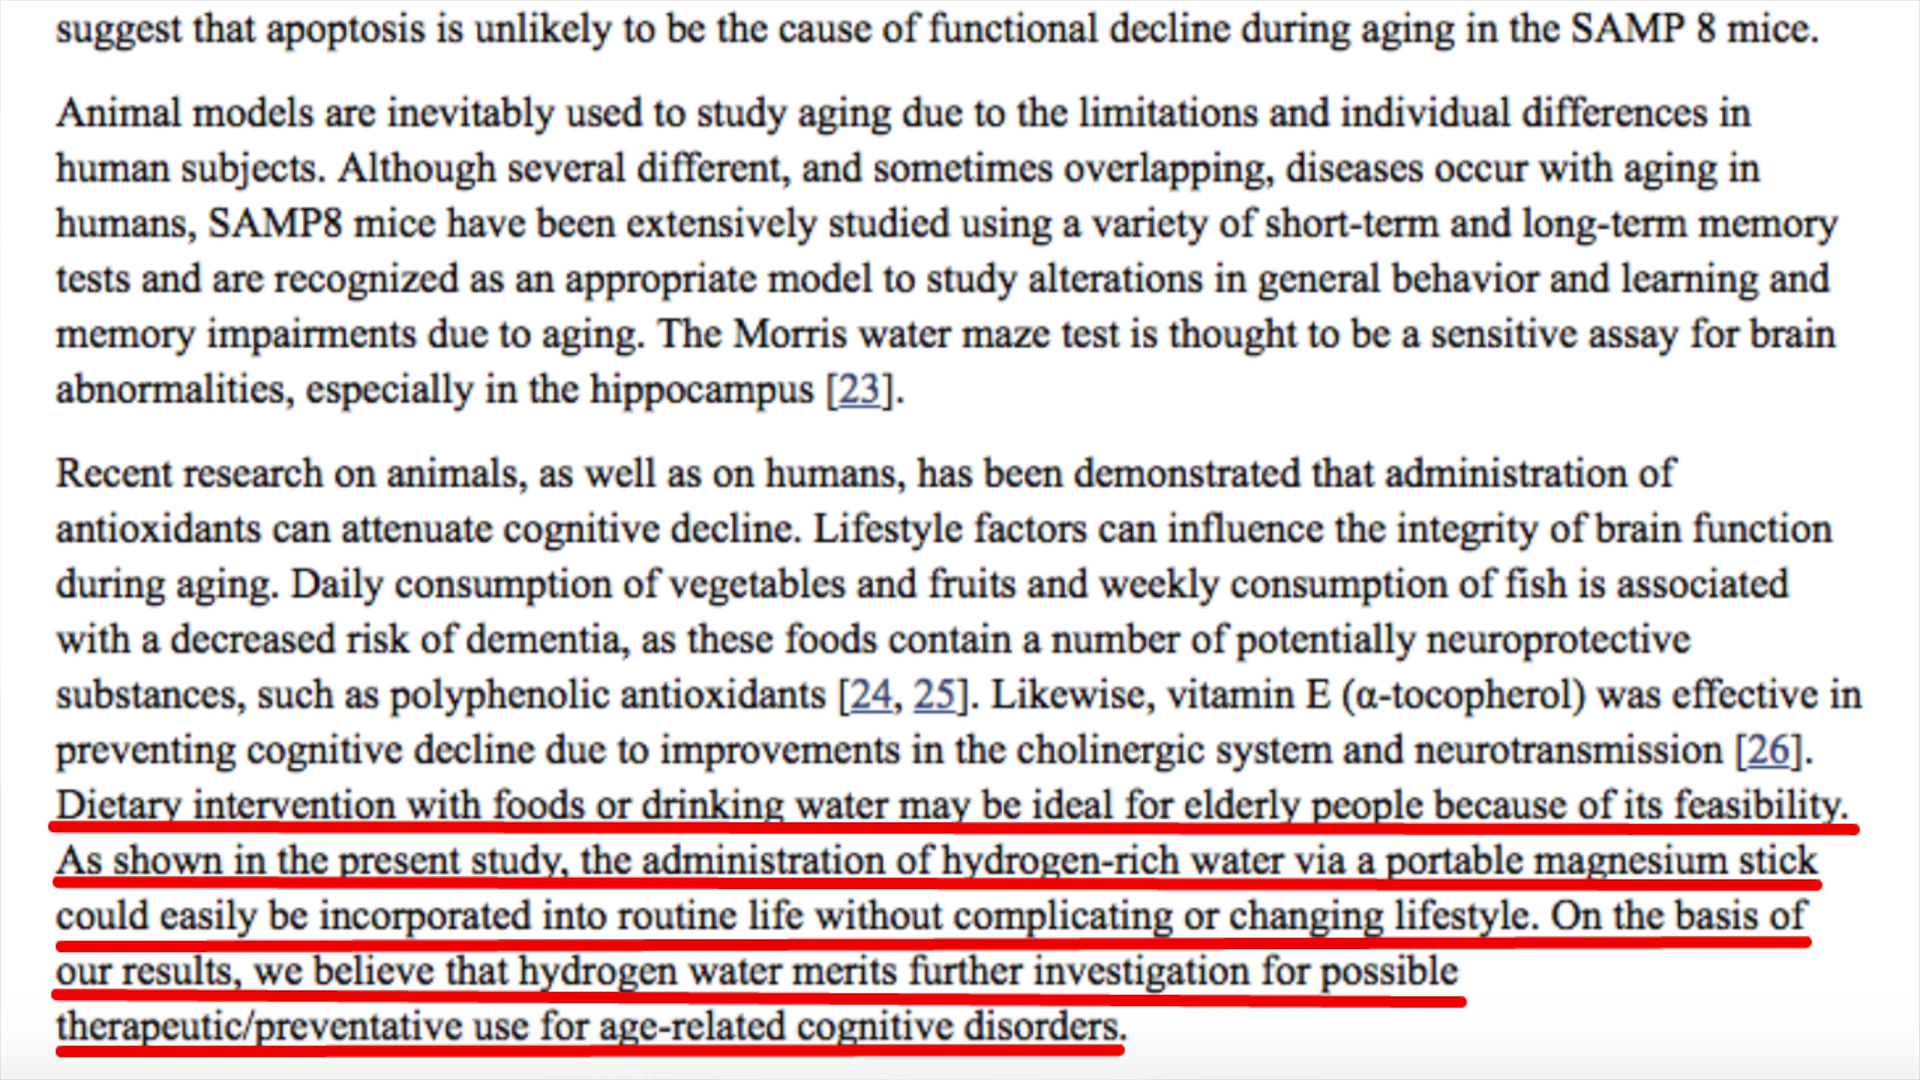 suggest that apoptosis is unlikely to be the cause of functional decline during aging in the SAMP 8 mice.
Animal models are inevitably used to study aging due to the limitations and individual differences in
human subjects. Although several different, and sometimes overlapping, diseases occur with aging in
humans, SAMP8 mice have been extensively studied using a variety of short-term and long-term memory
tests and are recognized as an appropriate model to study alterations in general behavior and learning and
memory impairments due to aging. The Morris water maze test is thought to be a sensitive assay for brain
abnormalities, especially in the hippocampus [23].
Recent research on animals, as well as on humans, has been demonstrated that administration of
antioxidants can attenuate cognitive decline. Lifestyle factors can influence the integrity of brain function
during aging. Daily consumption of vegetables and fruits and weekly consumption of fish is associated
with a decreased risk of dementia, as these foods contain a number of potentially neuroprotective
substances, such as polyphenolic antioxidants [24, 25]. Likewise, vitamin E (α-tocopherol) was effective in
preventing cognitive decline due to improvements in the cholinergic system and neurotransmission [26].
Dietary intervention with foods or drinking water may be ideal for elderly people because of its feasibility.
As shown in the present study, the administration of hydrogen-rich water via a portable magnesium stick
could easily be incorporated into routine life without complicating or changing lifestyle. On the basis of
our results, we believe that hydrogen water merits further investigation for possible
therapeutic/preventative use for age-related cognitive disorders.